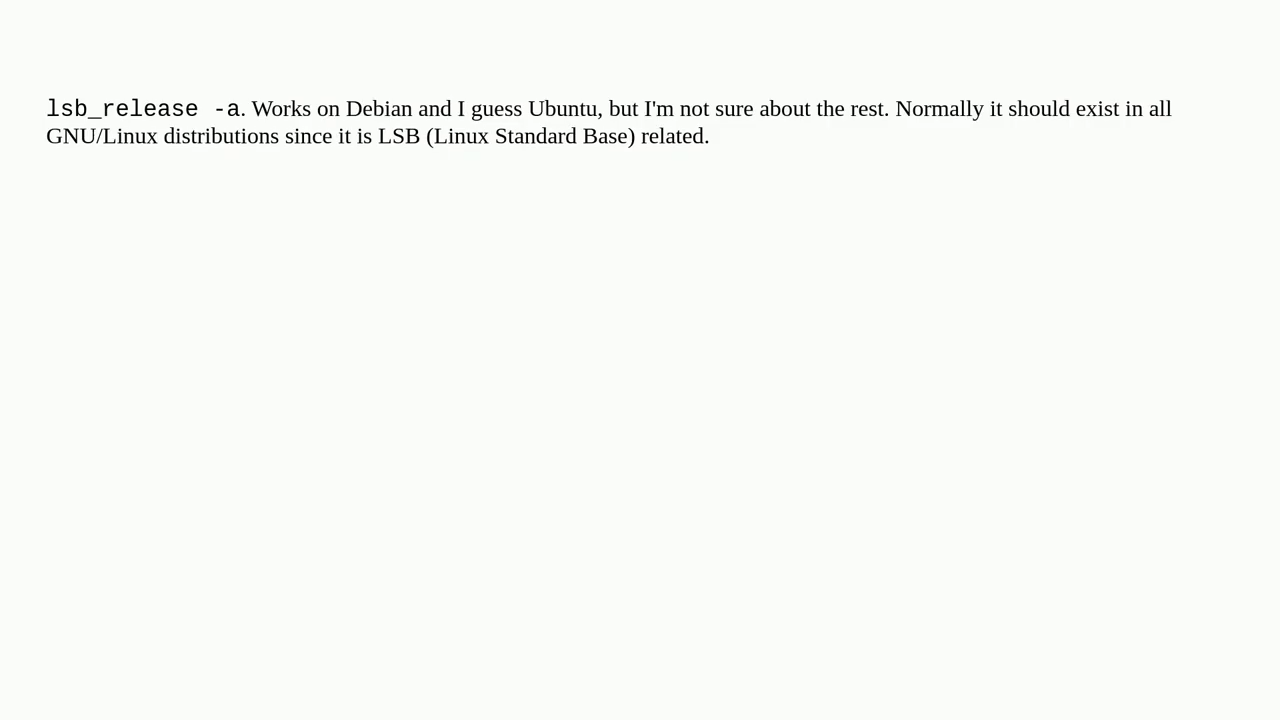 lsb_release -a. Works on Debian and I guess Ubuntu, but I'm not sure about the rest. Normally it should exist in all
GNU/Linux distributions since it is LSB (Linux Standard Base) related.